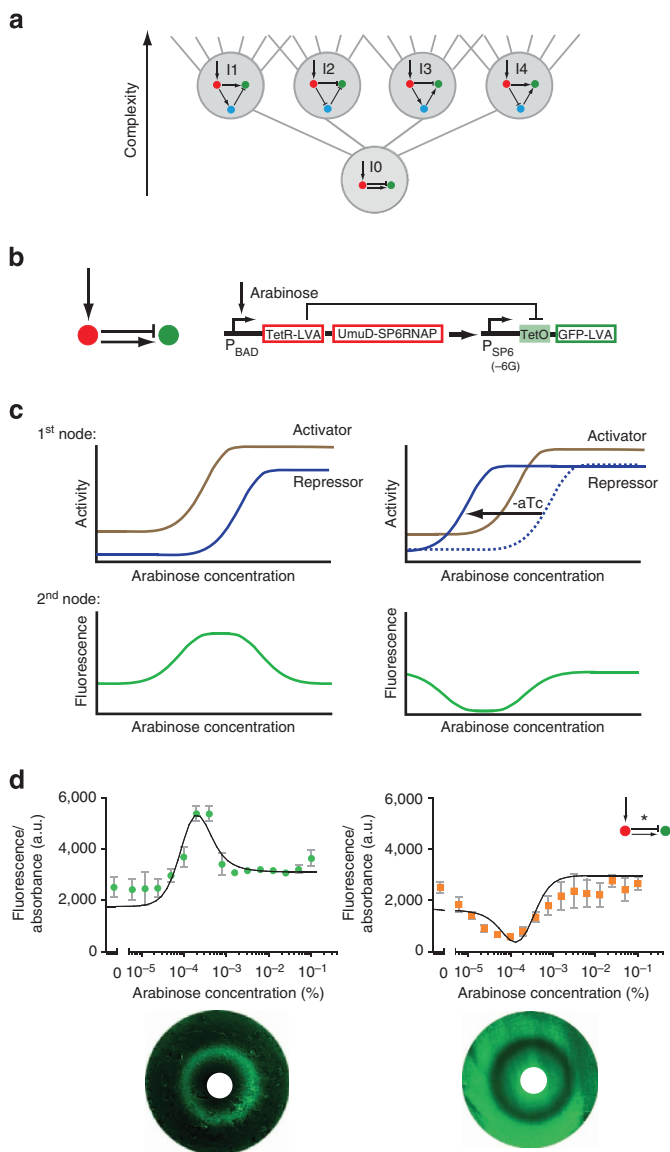 a
Complexity
I1
I2
I3
I4
I0
b
Arabinose
TetR-LVA
UmuD-SP6RNAP
TetO
GFP-LVA
P_BAD
P_SP6
(–6G)
c
1st node:
Activator
Repressor
Activity
Arabinose concentration
Activator
Repressor
-aTc
Activity
Arabinose concentration
2nd node:
Fluorescence
Arabinose concentration
Fluorescence
Arabinose concentration
d
6,000
4,000
2,000
0
Fluorescence/
absorbance (a.u.)
0 10⁻⁵ 10⁻⁴ 10⁻³ 10⁻² 10⁻¹
Arabinose concentration (%)
6,000
4,000
2,000
0
Fluorescence/
absorbance (a.u.)
*
0 10⁻⁵ 10⁻⁴ 10⁻³ 10⁻² 10⁻¹
Arabinose concentration (%)